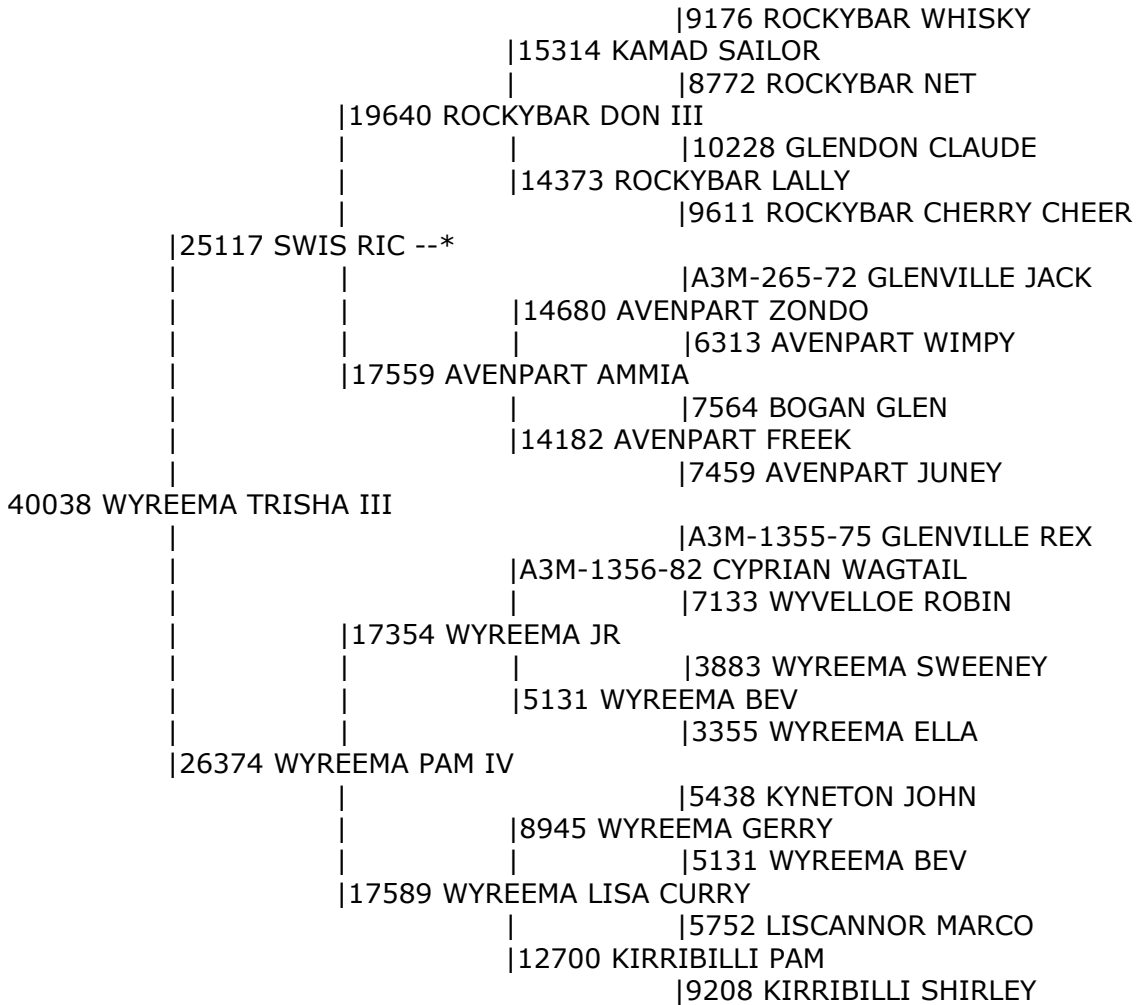 |9176 ROCKYBAR WHISKY
|15314 KAMAD SAILOR
| |8772 ROCKYBAR NET
|19640 ROCKYBAR DON III
| | |10228 GLENDON CLAUDE
| |14373 ROCKYBAR LALLY
| |9611 ROCKYBAR CHERRY CHEER
|25117 SWIS RIC --*
| | |A3M-265-72 GLENVILLE JACK
| | |14680 AVENPART ZONDO
| | | |6313 AVENPART WIMPY
| |17559 AVENPART AMMIA
| | |7564 BOGAN GLEN
| |14182 AVENPART FREEK
| |7459 AVENPART JUNEY
40038 WYREEMA TRISHA III
| |A3M-1355-75 GLENVILLE REX
| |A3M-1356-82 CYPRIAN WAGTAIL
| | |7133 WYVELLOE ROBIN
| |17354 WYREEMA JR
| | | |3883 WYREEMA SWEENEY
| | |5131 WYREEMA BEV
| | |3355 WYREEMA ELLA
|26374 WYREEMA PAM IV
| |5438 KYNETON JOHN
| |8945 WYREEMA GERRY
| | |5131 WYREEMA BEV
|17589 WYREEMA LISA CURRY
| |5752 LISCANNOR MARCO
|12700 KIRRIBILLI PAM
|9208 KIRRIBILLI SHIRLEY